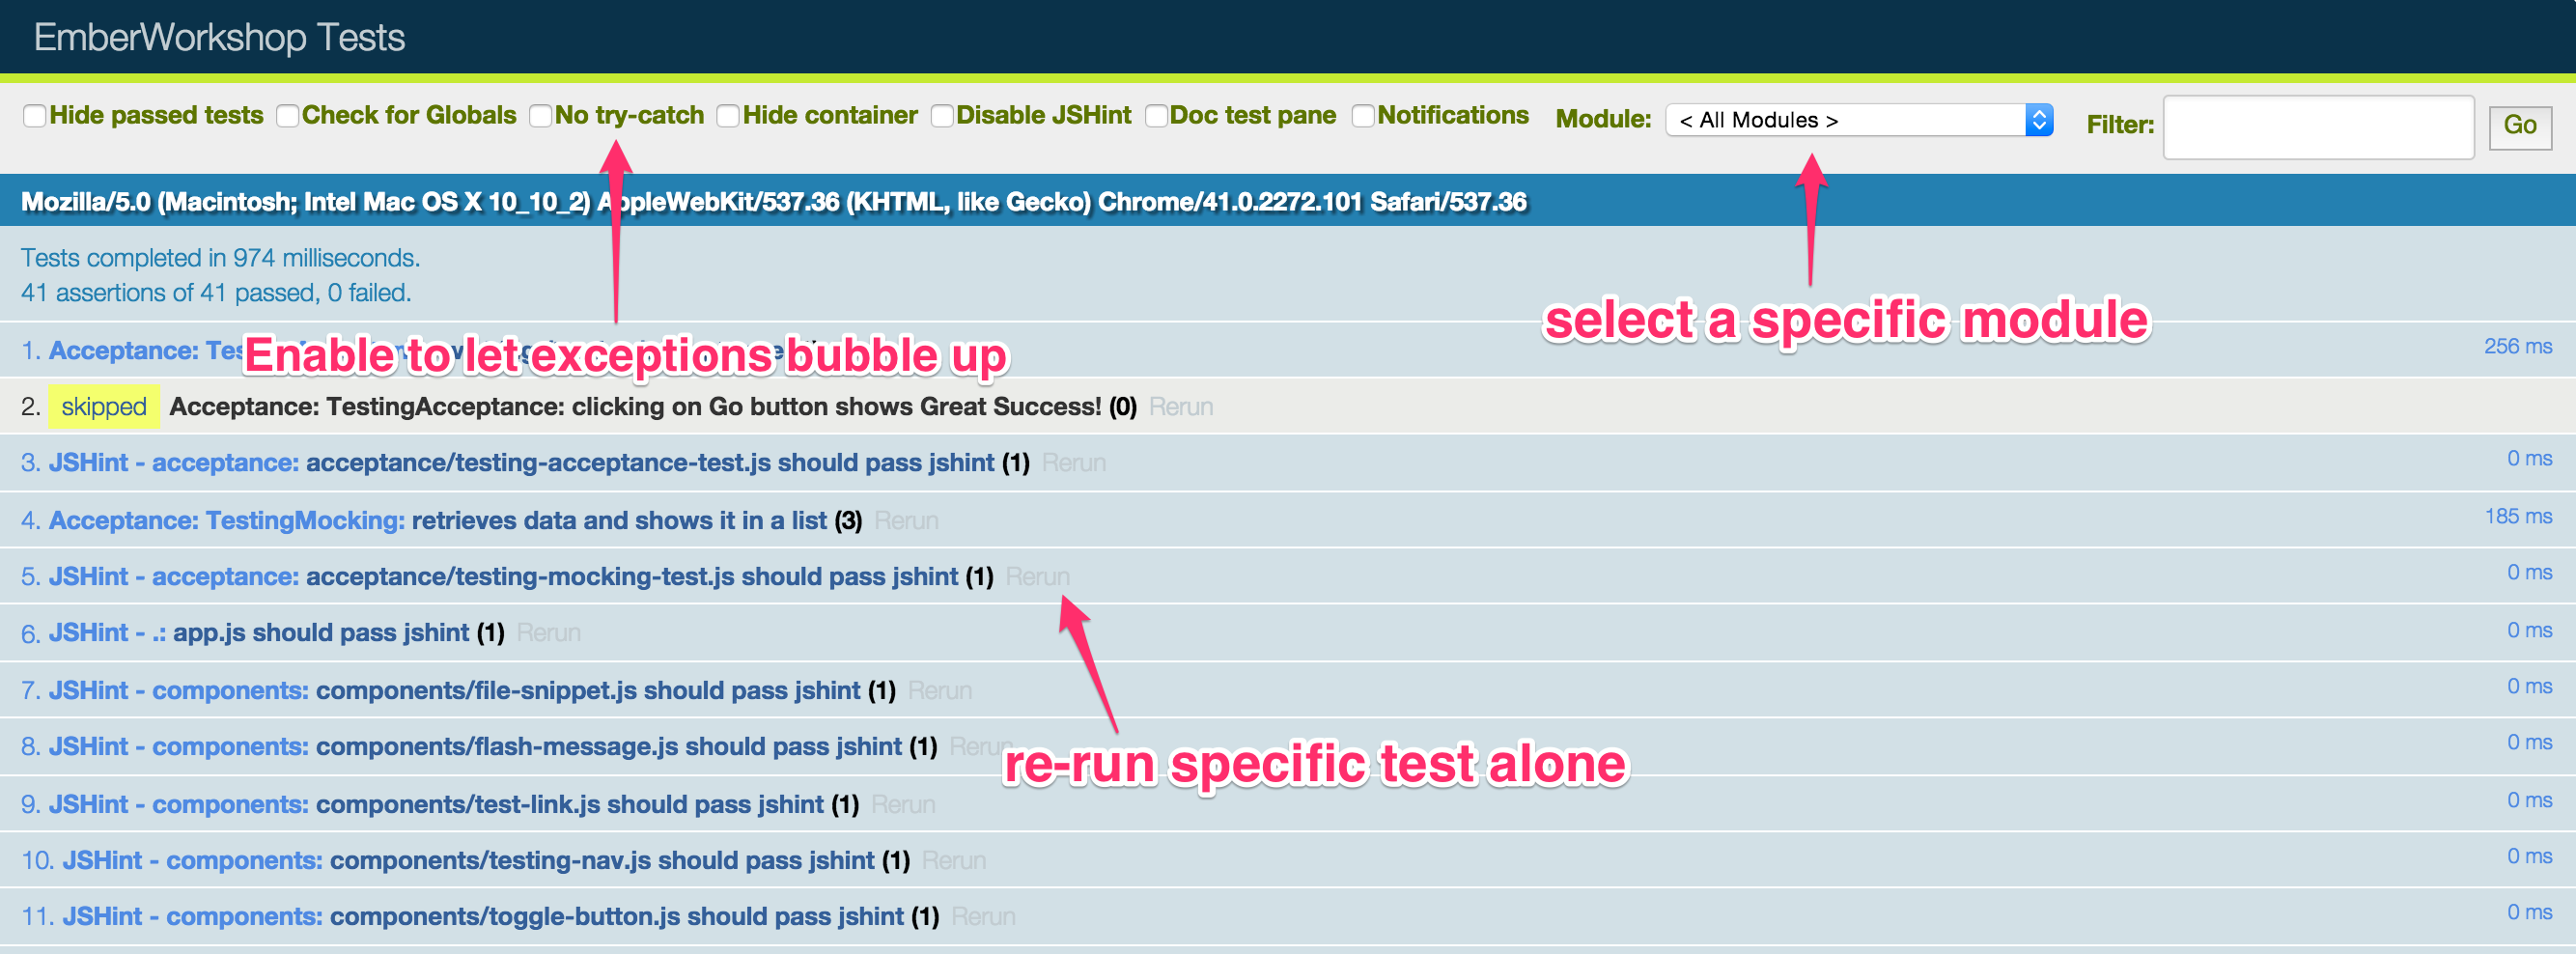 EmberWorkshop Tests
Hide passed tests Check for Globals No try-catch Hide container Disable JSHint Doc test pane Notifications Module: < All Modules > Filter: Go
Mozilla/5.0 (Macintosh; Intel Mac OS X 10_10_2) AppleWebKit/537.36 (KHTML, like Gecko) Chrome/41.0.2272.101 Safari/537.36
Tests completed in 974 milliseconds.
41 assertions of 41 passed, 0 failed.
select a specific module
1. Acceptance: 256 ms
Enable to let exceptions bubble up
2. skipped Acceptance: TestingAcceptance: clicking on Go button shows Great Success! (0) Rerun
3. JSHint - acceptance: acceptance/testing-acceptance-test.js should pass jshint (1) Rerun 0 ms
4. Acceptance: TestingMocking: retrieves data and shows it in a list (3) Rerun 185 ms
5. JSHint - acceptance: acceptance/testing-mocking-test.js should pass jshint (1) Rerun 0 ms
6. JSHint - .: app.js should pass jshint (1) Rerun 0 ms
7. JSHint - components: components/file-snippet.js should pass jshint (1) Rerun 0 ms
8. JSHint - components: components/flash-message.js should pass jshint (1) Rerun 0 ms
re-run specific test alone
9. JSHint - components: components/test-link.js should pass jshint (1) Rerun 0 ms
10. JSHint - components: components/testing-nav.js should pass jshint (1) Rerun 0 ms
11. JSHint - components: components/toggle-button.js should pass jshint (1) Rerun 0 ms